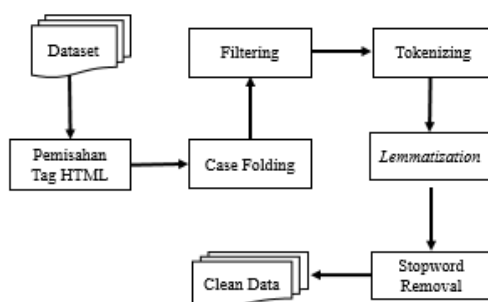 Dataset
Pemisahan
Tag HTML
Case Folding
Filtering
Tokenizing
Lemmatization
Stopword
Removal
Clean Data